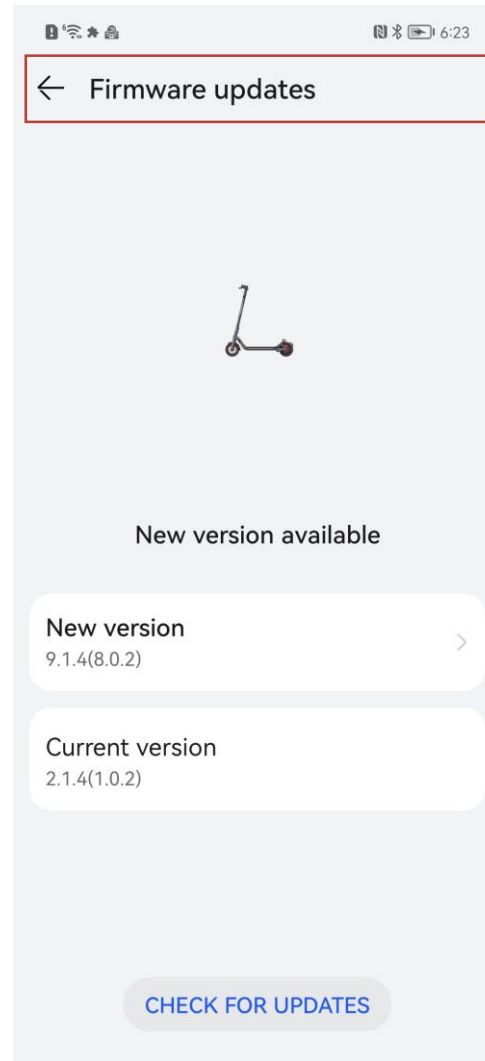 6:23
Firmware updates
New version available
New version
9.1.4(8.0.2)
Current version
2.1.4(1.0.2)
CHECK FOR UPDATES